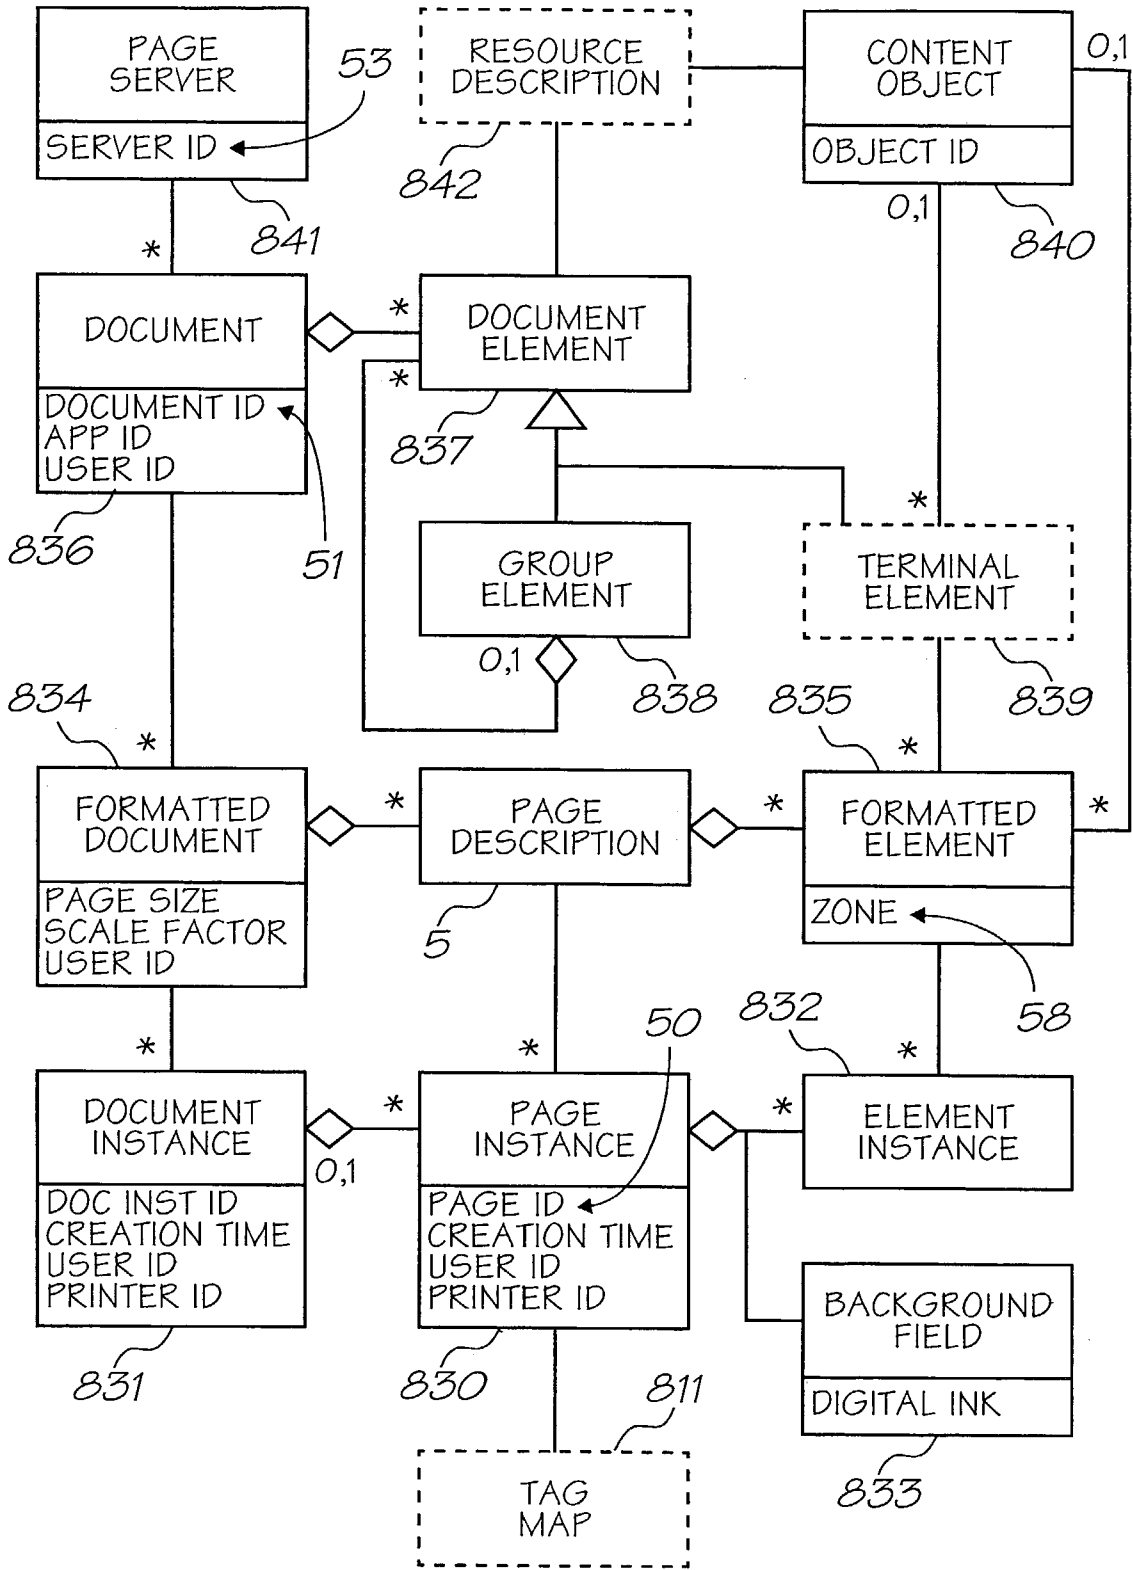 PAGE
SERVER
53
SERVER ID
841
*
RESOURCE
DESCRIPTION
842
CONTENT
OBJECT
0,1
OBJECT ID
0,1
840
DOCUMENT
DOCUMENT ID
APP ID
USER ID
836
51
*
DOCUMENT
ELEMENT
*
837
GROUP
ELEMENT
0,1
838
*
TERMINAL
ELEMENT
839
834
*
FORMATTED
DOCUMENT
PAGE SIZE
SCALE FACTOR
USER ID
*
PAGE
DESCRIPTION
5
835
*
*
FORMATTED
ELEMENT
*
ZONE
58
*
DOCUMENT
INSTANCE
0,1
DOC INST ID
CREATION TIME
USER ID
PRINTER ID
831
*
*
50
PAGE
INSTANCE
PAGE ID
CREATION TIME
USER ID
PRINTER ID
830
832
*
*
ELEMENT
INSTANCE
BACKGROUND
FIELD
DIGITAL INK
833
811
TAG
MAP